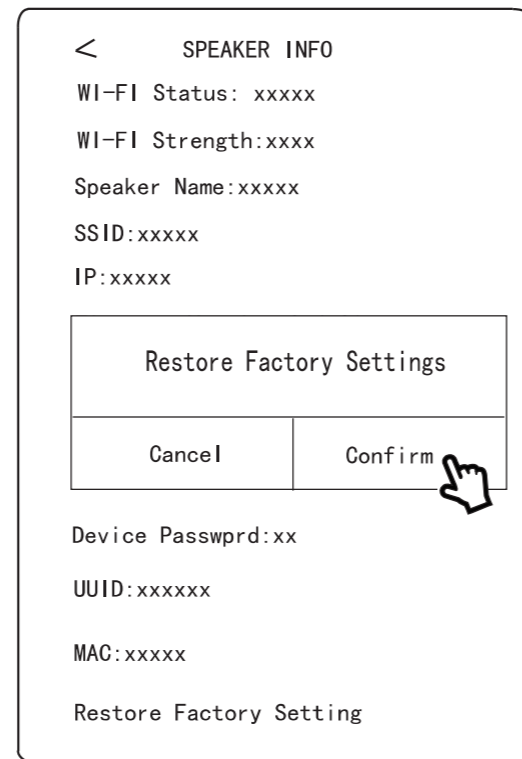 < SPEAKER INFO
WI-FI Status: xxxxx
WI-FI Strength:xxxx
Speaker Name:xxxxx
SSID:xxxxx
IP:xxxxx
Restore Factory Settings
Cancel Confirm
Device Passwprd:xx
UUID:xxxxxx
MAC:xxxxx
Restore Factory Setting